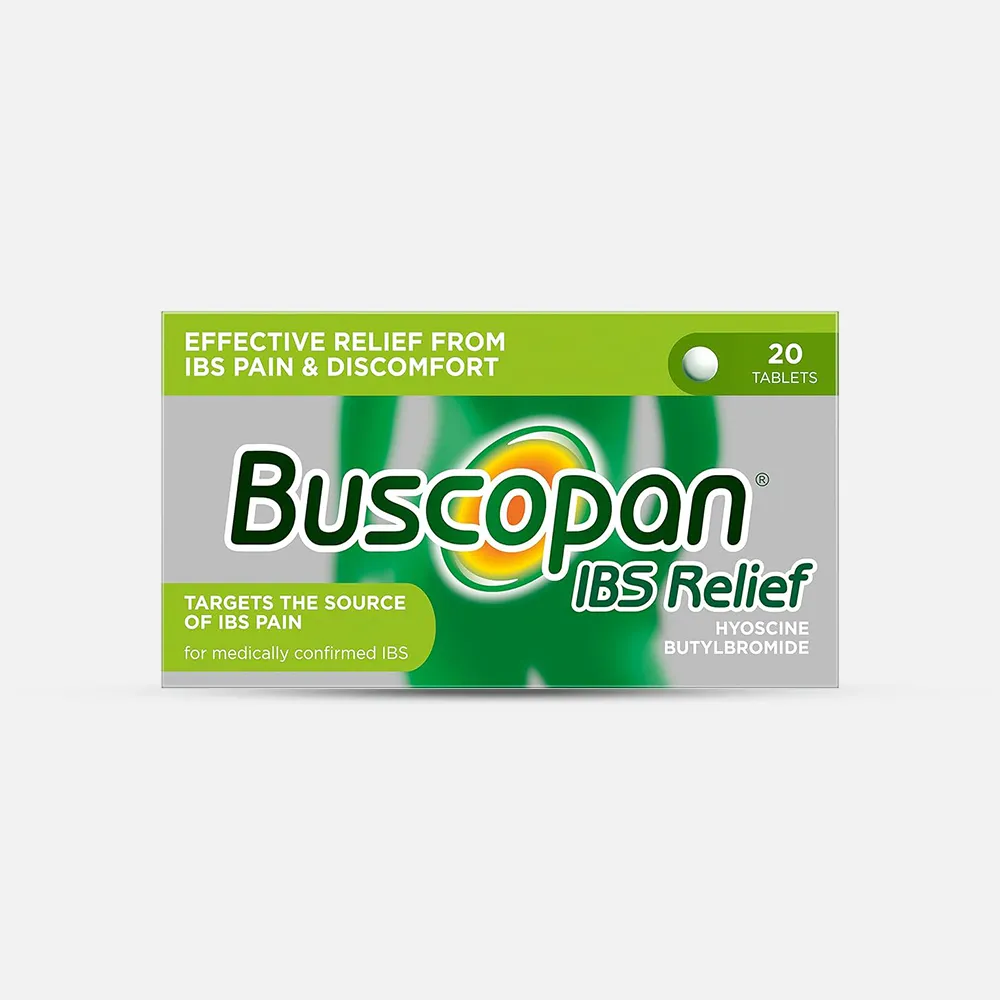 EFFECTIVE RELIEF FROM
IBS PAIN & DISCOMFORT
20
TABLETS
Buscopan®
IBS Relief
HYOSCINE
BUTYLBROMIDE
TARGETS THE SOURCE
OF IBS PAIN
for medically confirmed IBS